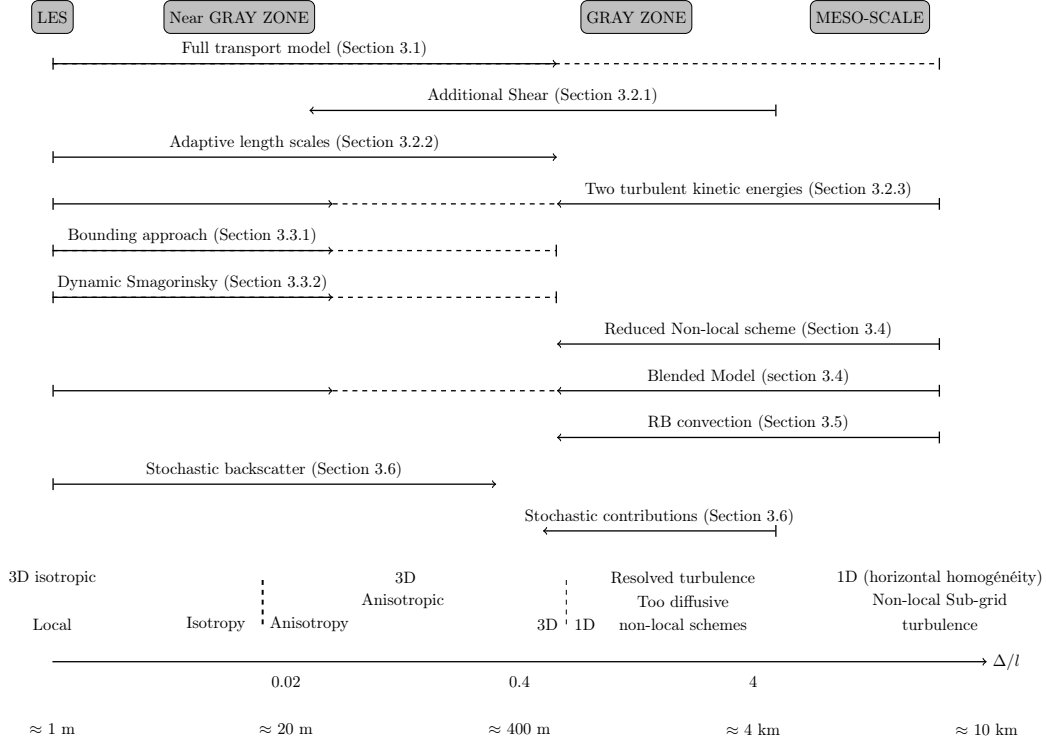 LES Near GRAY ZONE GRAY ZONE MESO-SCALE
Full transport model (Section 3.1)
Additional Shear (Section 3.2.1)
Adaptive length scales (Section 3.2.2)
Two turbulent kinetic energies (Section 3.2.3)
Bounding approach (Section 3.3.1)
Dynamic Smagorinsky (Section 3.3.2)
Reduced Non-local scheme (Section 3.4)
Blended Model (section 3.4)
RB convection (Section 3.5)
Stochastic backscatter (Section 3.6)
Stochastic contributions (Section 3.6)
3D isotropic 3D Resolved turbulence 1D (horizontal homogénéity)
Anisotropic Too diffusive Non-local Sub-grid
Local Isotropy Anisotropy 3D 1D non-local schemes turbulence
Δ/l
0.02 0.4 4
≈ 1 m ≈ 20 m ≈ 400 m ≈ 4 km ≈ 10 km